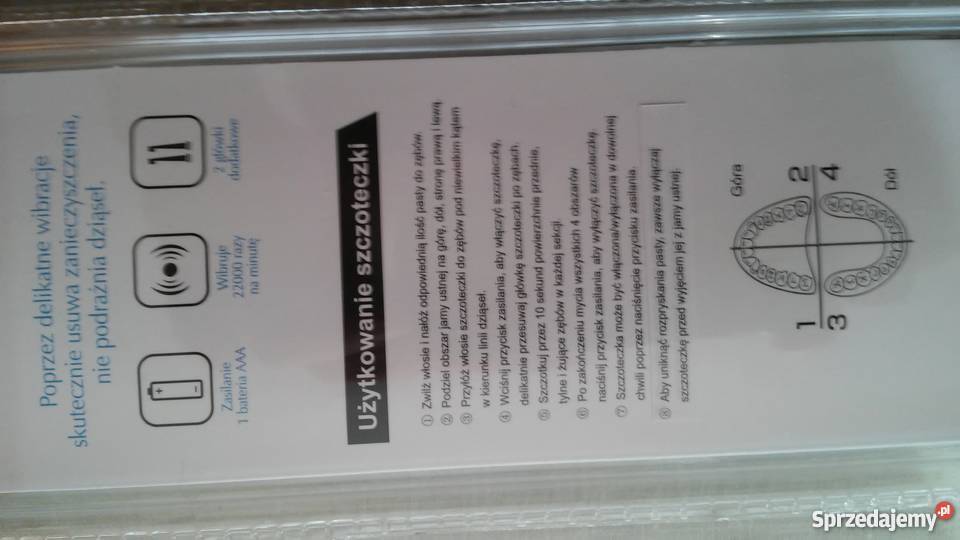 Poprzez delikatne wibracje
skutecznie usuwa zanieczyszczenia,
nie podrażnia dziąseł.
Zasilanie
1 bateria AAA
Wibruje
22000 razy
na minutę
2 główki
dodatkowe
Użytkowanie szczoteczki
① Zwilż włosie i nałóż odpowiednią ilość pasty do zębów.
② Podziel obszar jamy ustnej na górę, dół, stronę prawą i lewą.
③ Przyłóż włosie szczoteczki do zębów pod niewielkim kątem
w kierunku linii dziąseł.
④ Wciśnij przycisk zasilania, aby włączyć szczoteczkę,
delikatnie przesuwaj główkę szczoteczki po zębach.
⑤ Szczotkuj przez 10 sekund powierzchnie przednie,
tylne i żujące zębów w każdej sekcji.
⑥ Po zakończeniu mycia wszystkich 4 obszarów
naciśnij przycisk zasilania, aby wyłączyć szczoteczkę.
⑦ Szczoteczka może być włączona/wyłączona w dowolnej
chwili poprzez naciśnięcie przycisku zasilania.
⑧ Aby uniknąć rozpryskania pasty, zawsze wyłączaj
szczoteczkę przed wyjęciem jej z jamy ustnej.
Góra
1 2
3 4
Dół
Sprzedajemy.pl